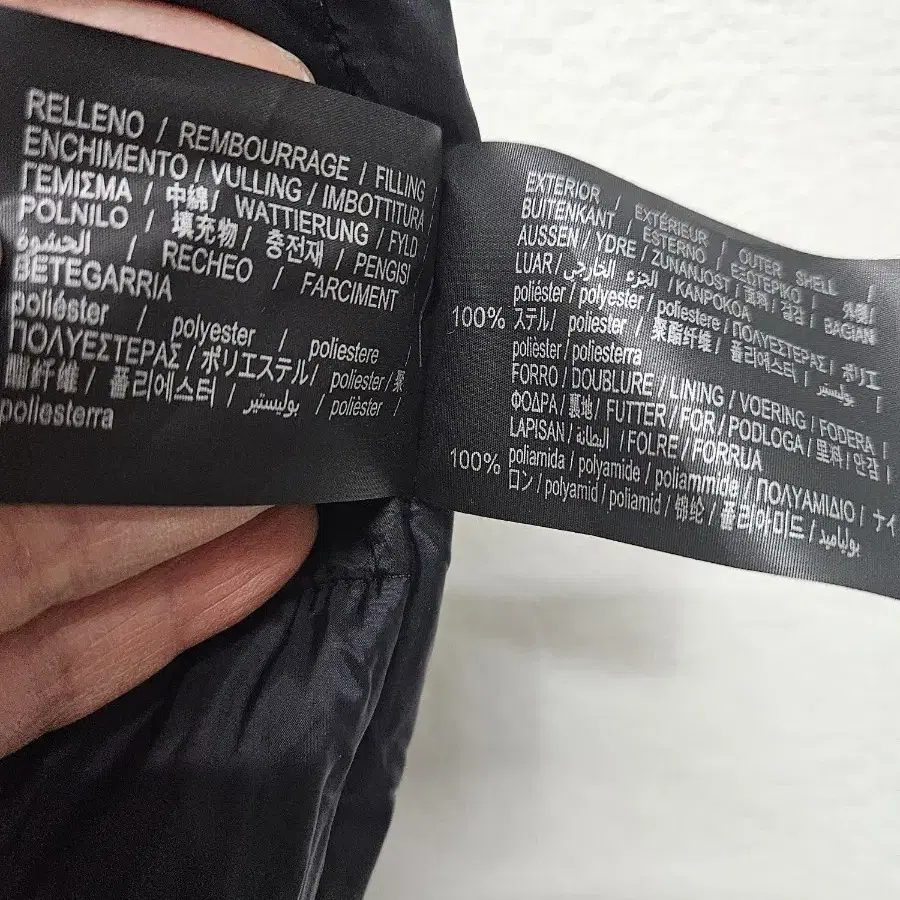 RELLENO / REMBOURRAGE / FILLING
ENCHIMENTO / VULLING / IMBOTTITURA
ΓΕΜΙΣΜΑ / 中綿 / WATTIERUNG / FYLD
POLNILO / 填充物 / 충전재 / PENGISI
الحشوة / RECHEO / FARCIMENT
BETEGARRIA
poliéster / polyester / poliestere /
ΠΟΛΥΕΣΤΕΡΑΣ / ポリエステル / poliester / 聚
酯纤维 / 폴리에스터 / بوليستير / polièster /
poliesterra
EXTERIOR / EXTÉRIEUR / OUTER SHELL /
BUITENKANT / ESTERNO / ΕΞΩΤΕΡΙΚΟ / 外側 /
AUSSEN / YDRE / ZUNANJOST / 面料 / 겉감 / BAGIAN
LUAR / الجزء الخارجي / KANPOKOA
100% poliéster / polyester / poliestere / ΠΟΛΥΕΣΤΕΡΑΣ / ポリエ
ステル / poliester / 聚酯纤维 / 폴리에스터 / بوليستير /
polièster / poliesterra
FORRO / DOUBLURE / LINING / VOERING / FODERA /
ΦΟΔΡΑ / 裏地 / FUTTER / FOR / PODLOGA / 里料 / 안감 /
LAPISAN / البطانة / FOLRE / FORRUA
100% poliamida / polyamide / poliammide / ΠΟΛΥΑΜΙΔΙΟ / ナイ
ロン / polyamid / poliamid / 锦纶 / 폴리아미드 / بولياميد